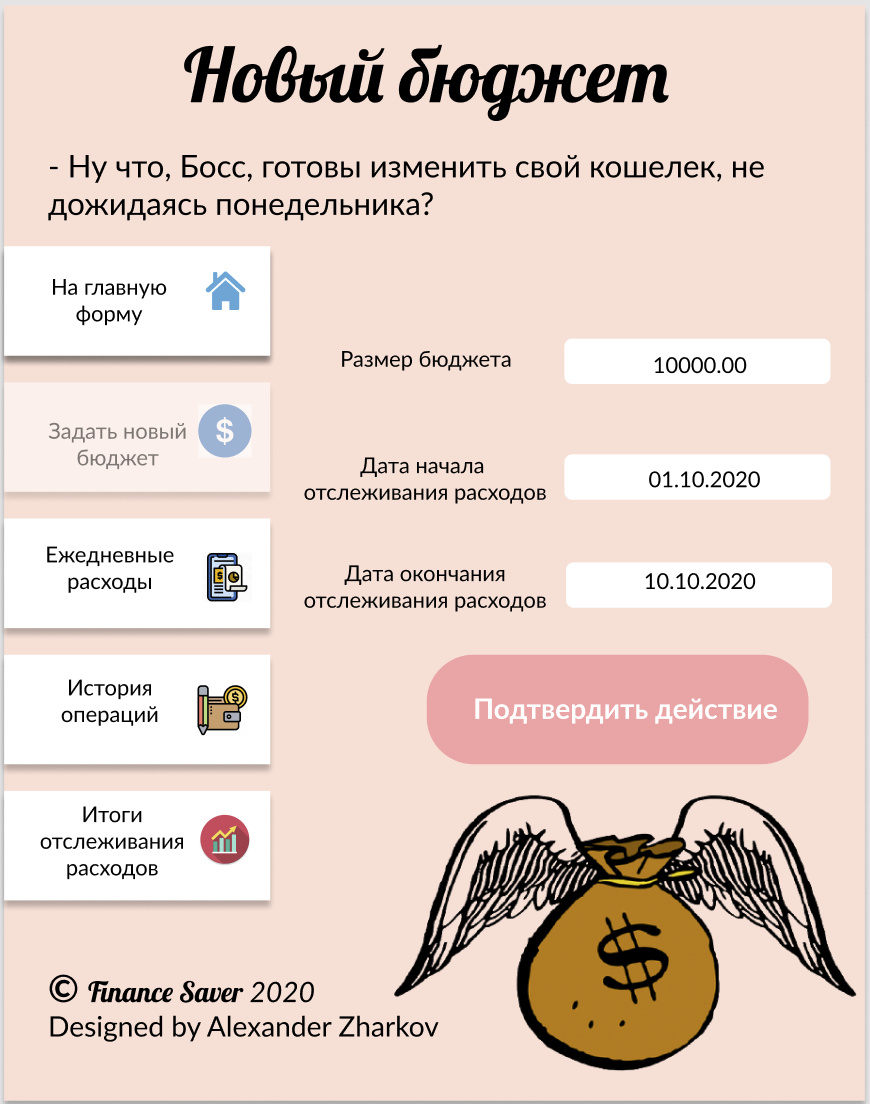 Новый бюджет
- Ну что, Босс, готовы изменить свой кошелек, не
дожидаясь понедельника?
На главную
форму
Задать новый
бюджет
$
Ежедневные
расходы
История
операций
Итоги
отслеживания
расходов
Размер бюджета
10000.00
Дата начала
отслеживания расходов
01.10.2020
Дата окончания
отслеживания расходов
10.10.2020
Подтвердить действие
$
© Finance Saver 2020
Designed by Alexander Zharkov